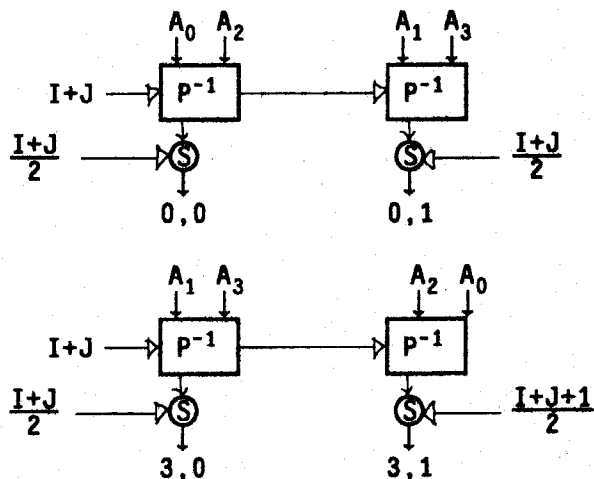 A₀ A₂ A₁ A₃
I+J P⁻¹ P⁻¹
I+J/2 S S I+J/2
0,0 0,1
A₁ A₃ A₂ A₀
I+J P⁻¹ P⁻¹
I+J/2 S S I+J+1/2
3,0 3,1